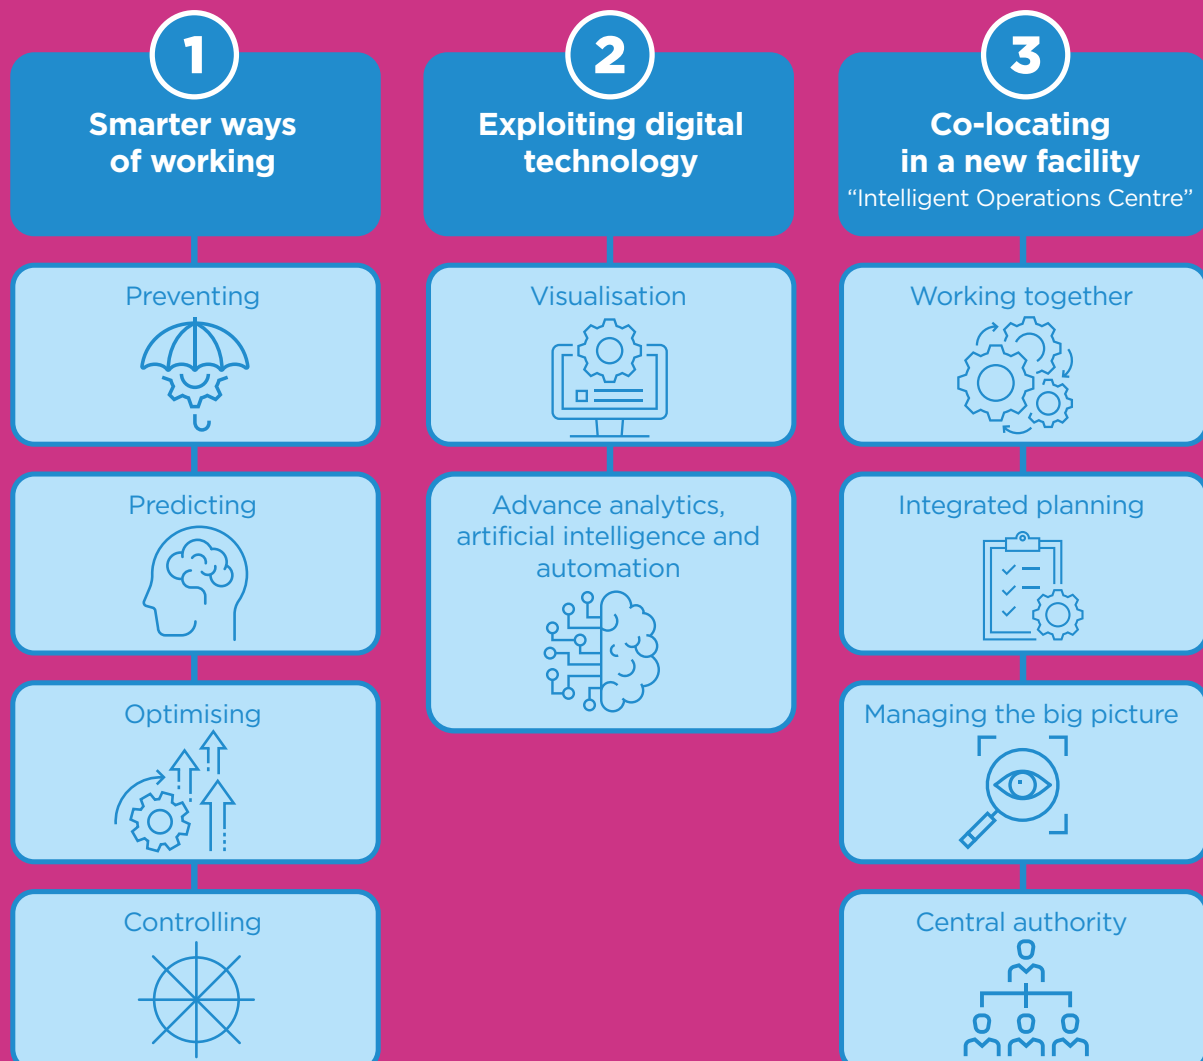 1
Smarter ways
of working
Preventing
Predicting
Optimising
Controlling
2
Exploiting digital
technology
Visualisation
Advance analytics,
artificial intelligence and
automation
3
Co-locating
in a new facility
“Intelligent Operations Centre”
Working together
Integrated planning
Managing the big picture
Central authority